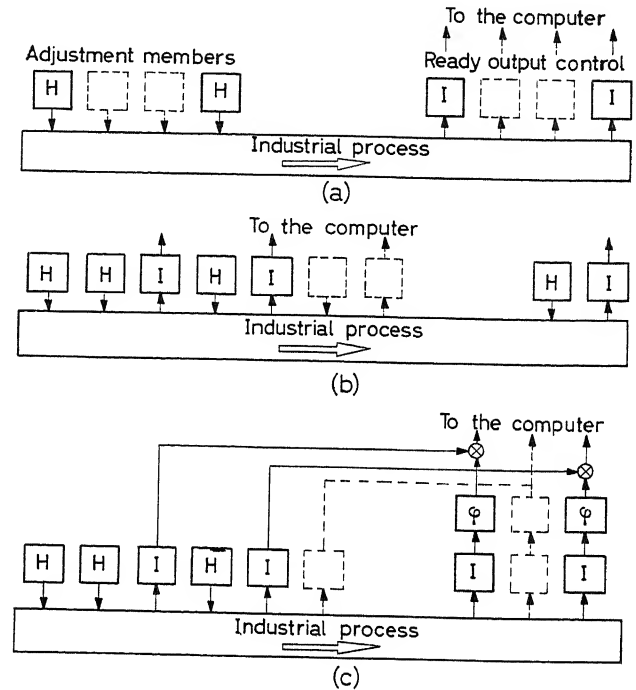 To the computer
Adjustment members
Ready output control
H H I I
Industrial process
(a)
To the computer
H H I H I H I
Industrial process
(b)
To the computer
φ φ
H H I H I I I
Industrial process
(c)